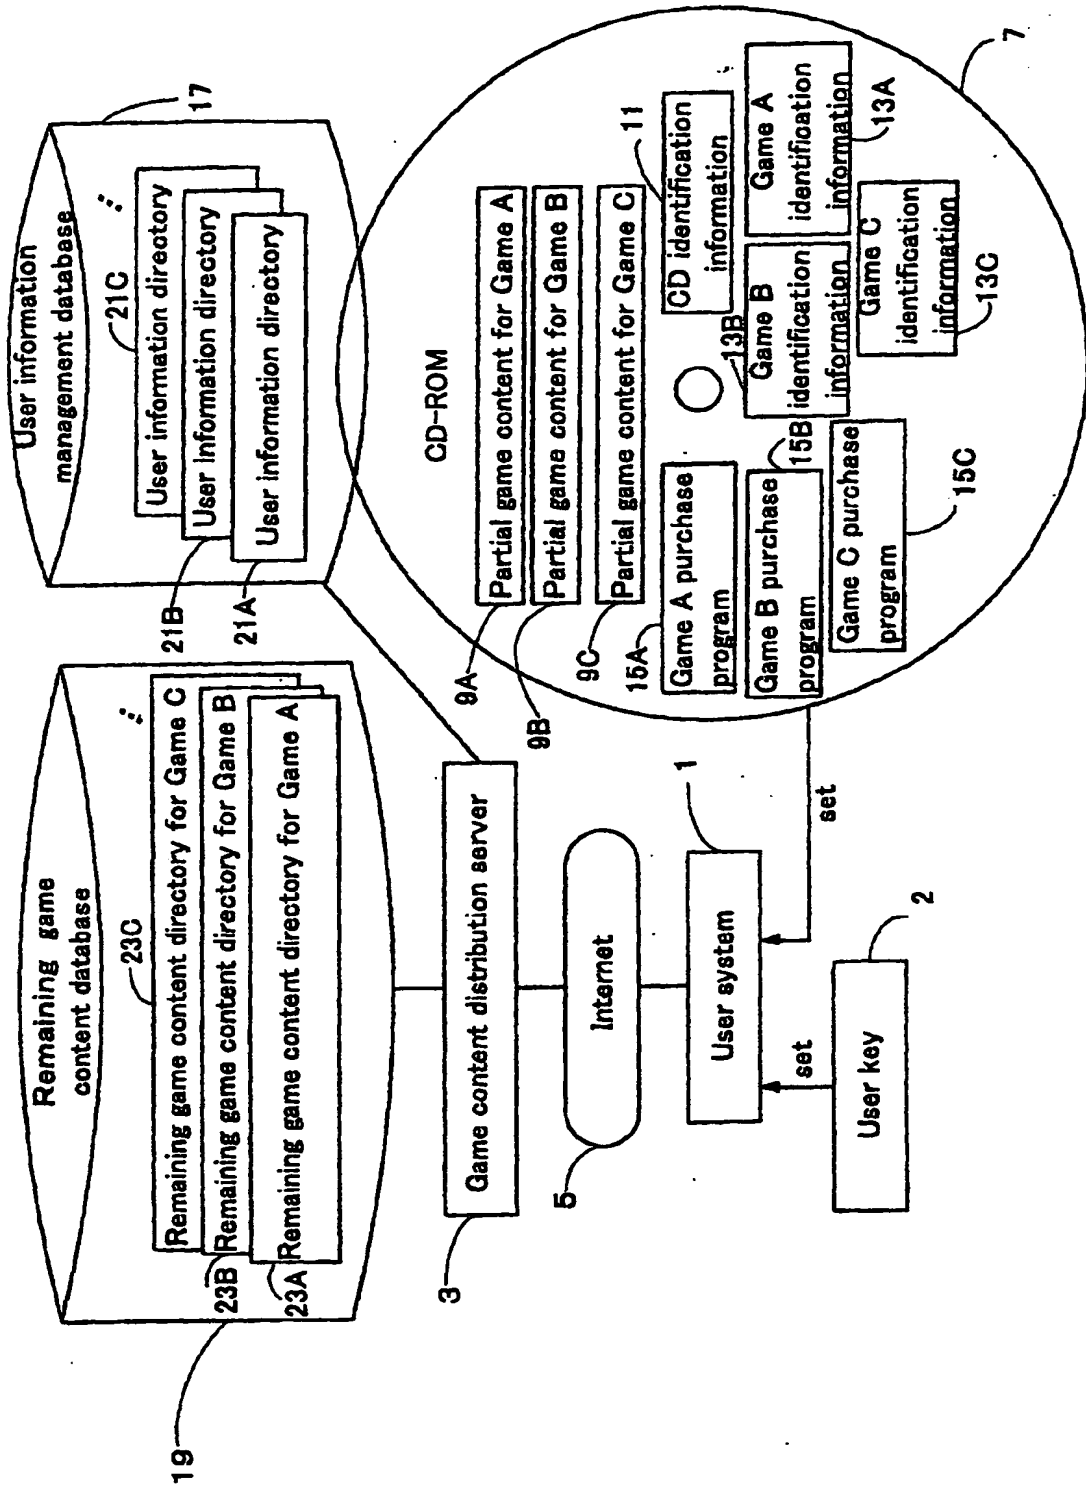 Remaining game
content database
23C
Remaining game content directory for Game C
Remaining game content directory for Game B
Remaining game content directory for Game A
23B
23A
19
User information
management database
17
21C
User information directory
User information directory
User information directory
21B
21A
3
Game content distribution server
5
Internet
1
User system
set
set
User key
2
CD-ROM
7
9A
Partial game content for Game A
9B
Partial game content for Game B
9C
Partial game content for Game C
11
CD identification
information
15A
Game A purchase
program
Game B purchase
program
15B
Game C purchase
program
15C
13B
Game B
identification
information
Game A
identification
information
13A
Game C
identification
information
13C